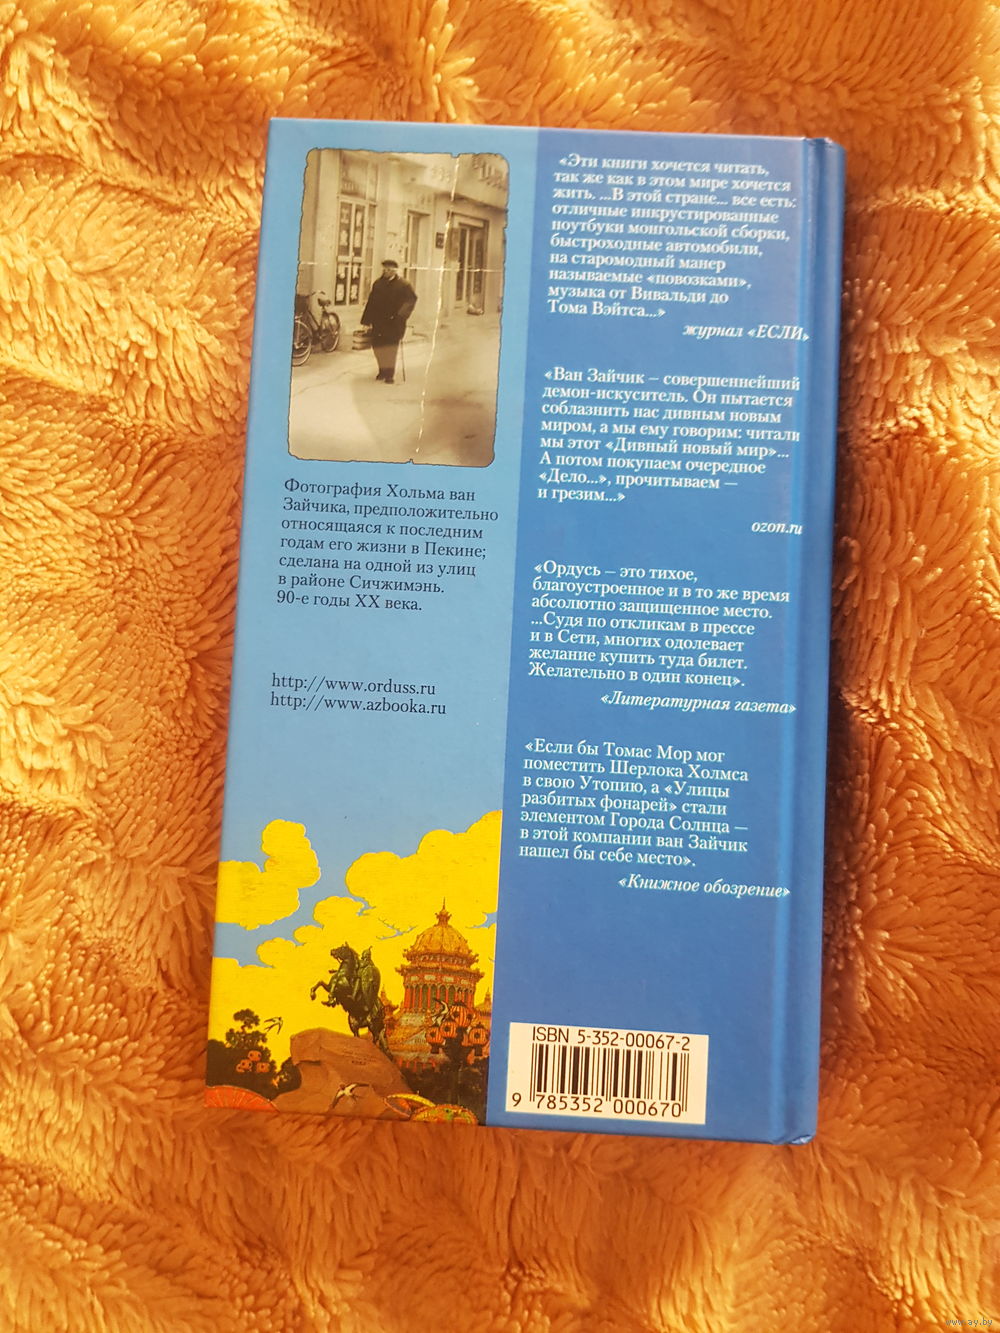 Фотография Хольма ван
Зайчика, предположительно
относящаяся к последним
годам его жизни в Пекине;
сделана на одной из улиц
в районе Сичжимэнь.
90-е годы XX века.
http://www.orduss.ru
http://www.azbooka.ru
«Эти книги хочется читать,
так же как в этом мире хочется
жить. ...В этой стране... все есть:
отличные инкрустированные
ноутбуки монгольской сборки,
быстроходные автомобили,
на старомодный манер
называемые «повозками»,
музыка от Вивальди до
Тома Вэйтса...»
журнал «ЕСЛИ»
«Ван Зайчик – совершеннейший
демон-искуситель. Он пытается
соблазнить нас дивным новым
миром, а мы ему говорим: читали
мы этот «Дивный новый мир»...
А потом покупаем очередное
«Дело...», прочитываем —
и грезим...»
ozon.ru
«Ордусь – это тихое,
благоустроенное и в то же время
абсолютно защищенное место.
...Судя по откликам в прессе
и в Сети, многих одолевает
желание купить туда билет.
Желательно в один конец».
«Литературная газета»
«Если бы Томас Мор мог
поместить Шерлока Холмса
в свою Утопию, а «Улицы
разбитых фонарей» стали
элементом Города Солнца —
в этой компании ван Зайчик
нашел бы себе место».
«Книжное обозрение»
ISBN 5-352-00067-2
9 785352 000670
www.ay.by